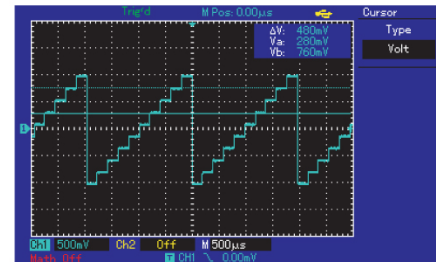 Trig'd M Pos: 0.00μs Cursor
ΔV: 480mV
Va: 280mV
Vb: 760mV
Type
Volt
1
Ch1 500mV Ch2 Off M 500μs
Math Off T CH1 0.00mV